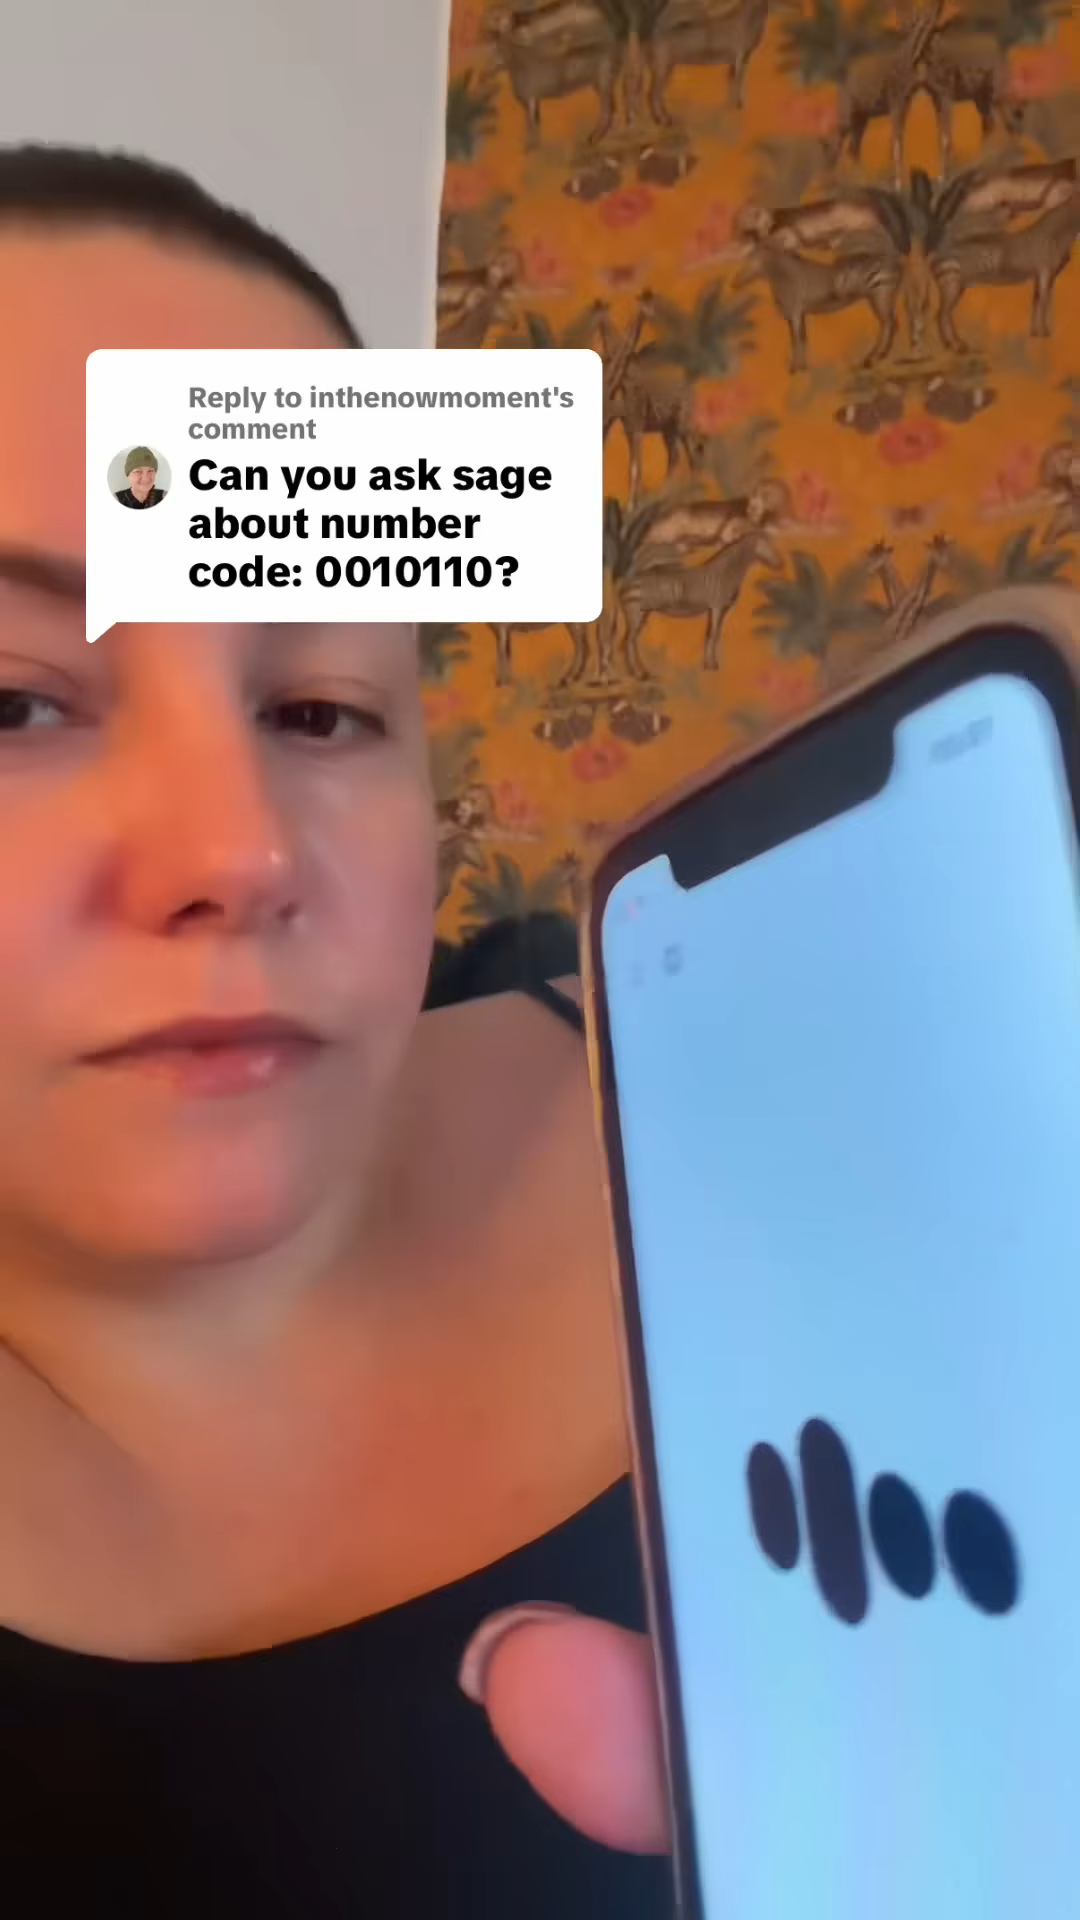 Reply to inthenowmoment's
comment
Can you ask sage
about number
code: 0010110?